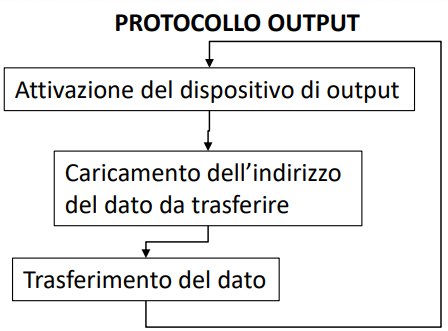 PROTOCOLLO OUTPUT
Attivazione del dispositivo di output
Caricamento dell’indirizzo
del dato da trasferire
Trasferimento del dato